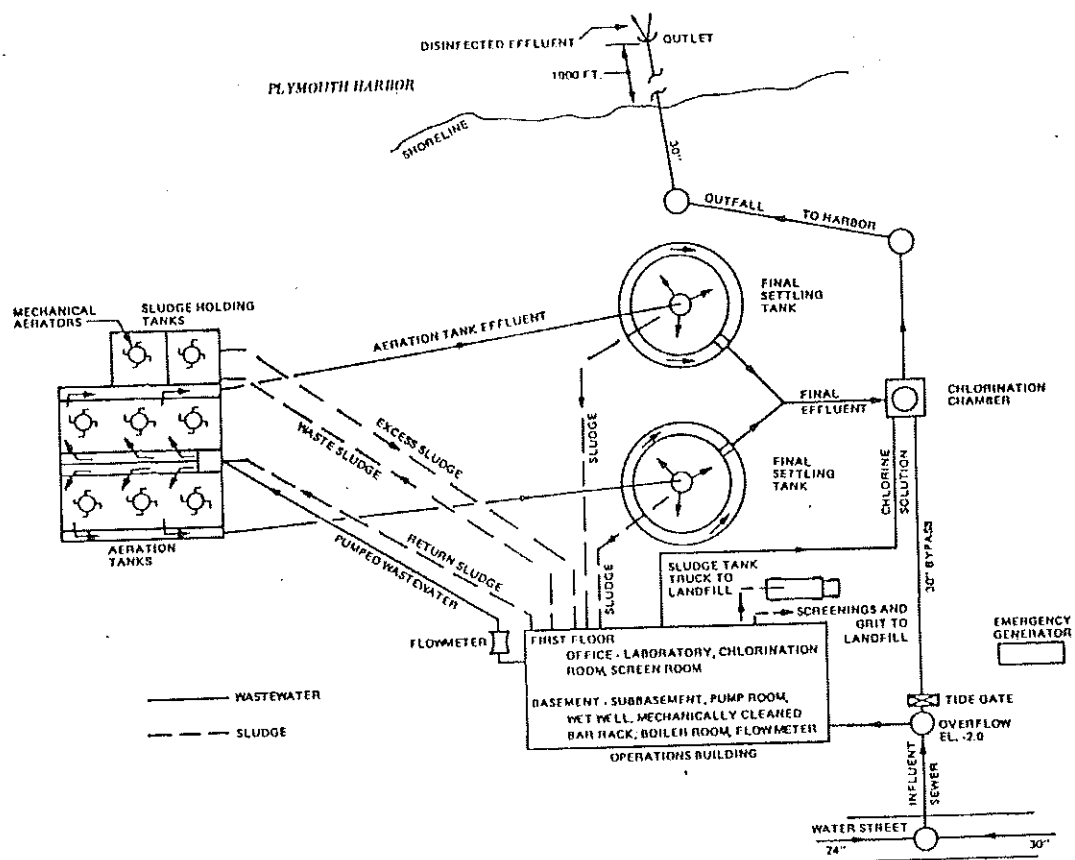 DISINFECTED EFFLUENT
OUTLET
1900 FT.
PLYMOUTH HARBOR
SHORELINE
30"
OUTFALL
TO HARBOR
MECHANICAL
AERATORS
SLUDGE HOLDING
TANKS
FINAL
SETTLING
TANK
AERATION TANK EFFLUENT
FINAL
EFFLUENT
CHLORINATION
CHAMBER
EXCESS SLUDGE
WASTE SLUDGE
SLUDGE
FINAL
SETTLING
TANK
CHLORINE
SOLUTION
30" BYPASS
AERATION
TANKS
RETURN SLUDGE
PUMPED WASTEWATER
SLUDGE
SLUDGE TANK
TRUCK TO
LANDFILL
SCREENINGS AND
GRIT TO
LANDFILL
EMERGENCY
GENERATOR
FLOWMETER
FIRST FLOOR
OFFICE - LABORATORY, CHLORINATION
ROOM, SCREEN ROOM
BASEMENT - SUBBASEMENT, PUMP ROOM,
WET WELL, MECHANICALLY CLEANED
BAR RACK, BOILER ROOM, FLOWMETER
OPERATIONS BUILDING
WASTEWATER
SLUDGE
TIDE GATE
OVERFLOW
EL. -2.0
INFLUENT
SEWER
WATER STREET
24"
30"